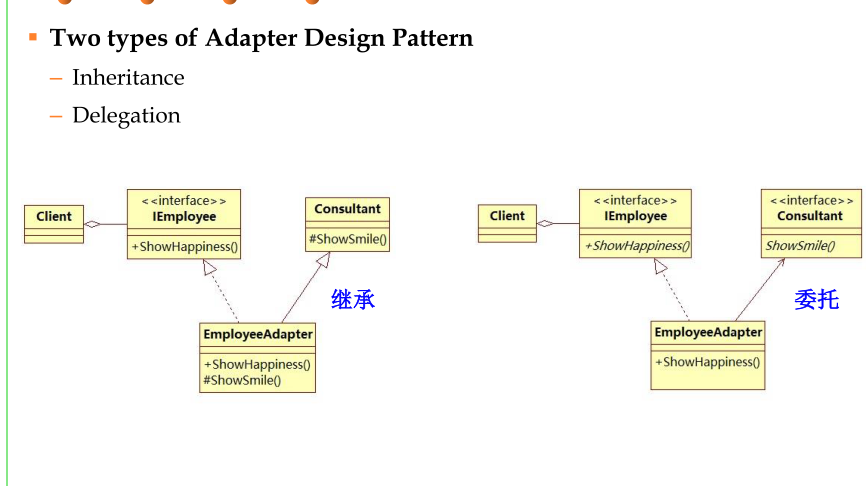 Two types of Adapter Design Pattern
– Inheritance
– Delegation
Client
<<interface>>
IEmployee
+ShowHappiness()
Consultant
#ShowSmile()
继承
EmployeeAdapter
+ShowHappiness()
#ShowSmile()
Client
<<interface>>
IEmployee
+ShowHappiness()
<<interface>>
Consultant
ShowSmile()
委托
EmployeeAdapter
+ShowHappiness()